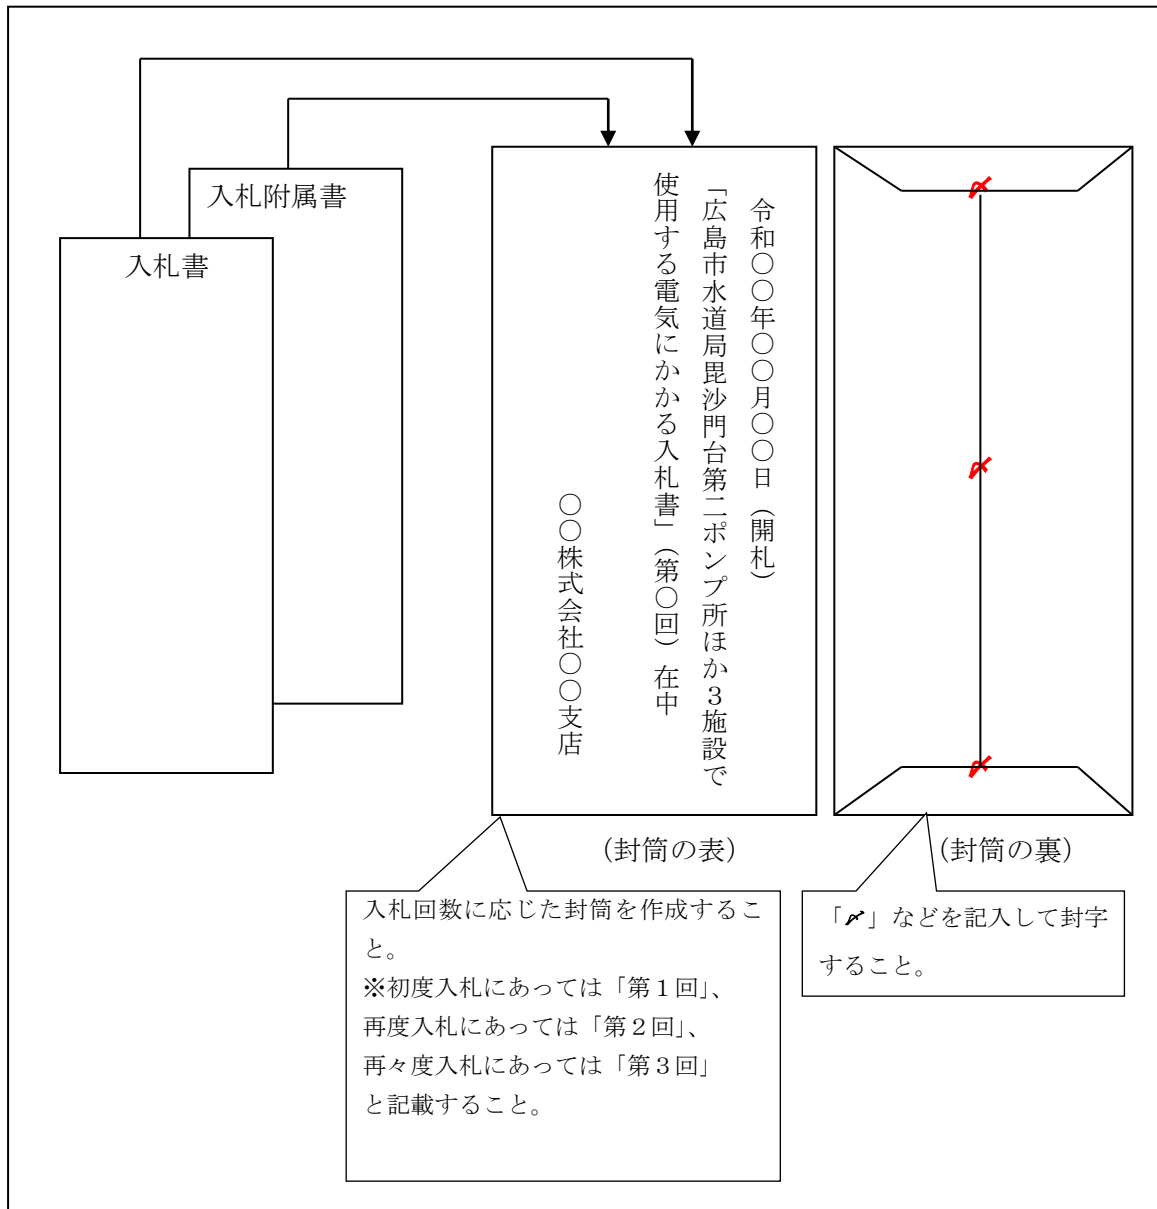 入札附属書
入札書
令和〇〇年〇〇月〇〇日（開札）
「広島市水道局毘沙門台第二ポンプ所ほか３施設で
使用する電気にかかる入札書」（第〇回）在中
〇〇株式会社〇〇支店
〆
〆
〆
（封筒の表）
（封筒の裏）
入札回数に応じた封筒を作成するこ
と。
※初度入札にあっては「第１回」、
再度入札にあっては「第２回」、
再々度入札にあっては「第３回」
と記載すること。
「〆」などを記入して封字
すること。